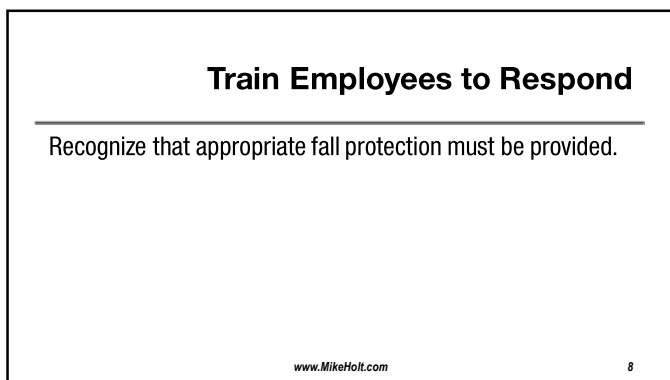 Train Employees to Respond
Recognize that appropriate fall protection must be provided.
www.MikeHolt.com 8